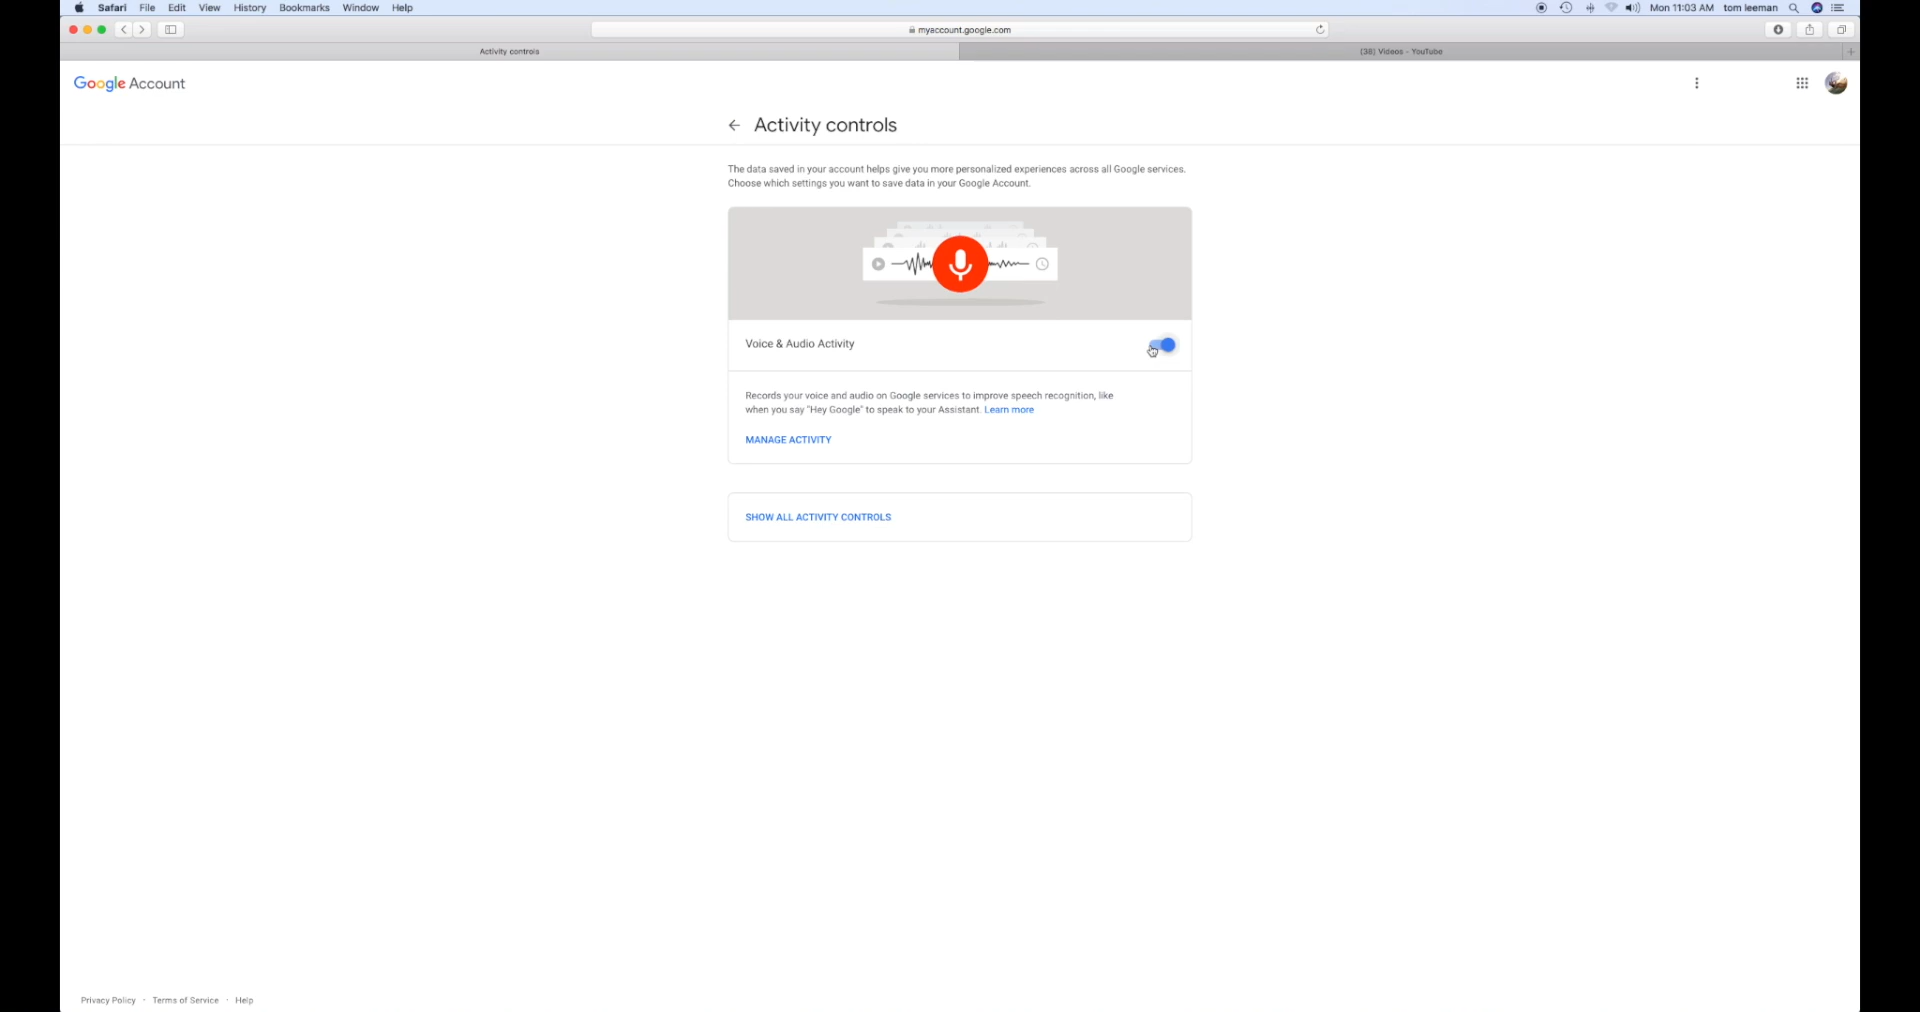 Safari File Edit View History Bookmarks Window Help Mon 11:03 AM tom leeman
myaccount.google.com
Activity controls (38) Videos - YouTube
Google Account
Activity controls
The data saved in your account helps give you more personalized experiences across all Google services.
Choose which settings you want to save data in your Google Account.
Voice & Audio Activity
Records your voice and audio on Google services to improve speech recognition, like
when you say "Hey Google" to speak to your Assistant. Learn more
MANAGE ACTIVITY
SHOW ALL ACTIVITY CONTROLS
Privacy Policy · Terms of Service · Help